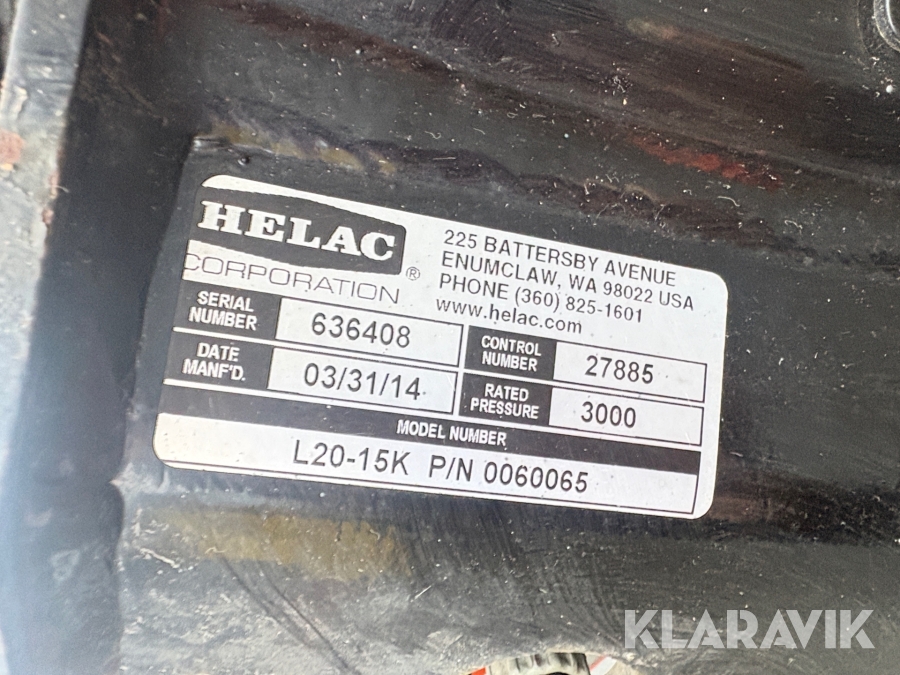 HELAC
®
CORPORATION
225 BATTERSBY AVENUE
ENUMCLAW, WA 98022 USA
PHONE (360) 825-1601
www.helac.com
SERIAL NUMBER 636408
CONTROL NUMBER 27885
DATE MANF'D. 03/31/14
RATED PRESSURE 3000
MODEL NUMBER
L20-15K P/N 0060065
KLARAVIK